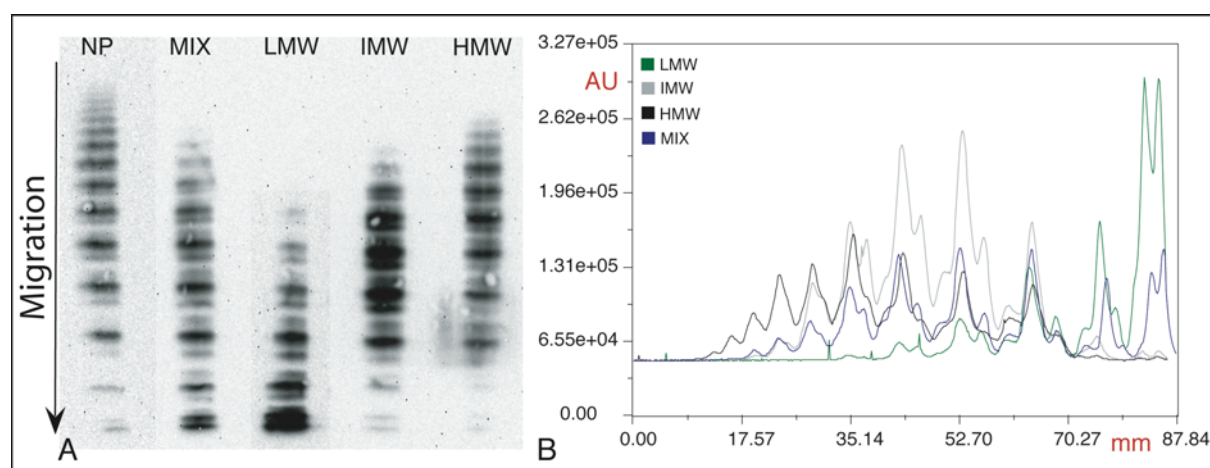 NP MIX LMW IMW HMW
Migration
A
3.27e+05
2.62e+05
1.96e+05
1.31e+05
6.55e+04
0.00
AU
LMW
IMW
HMW
MIX
0.00 17.57 35.14 52.70 70.27 mm 87.84
B